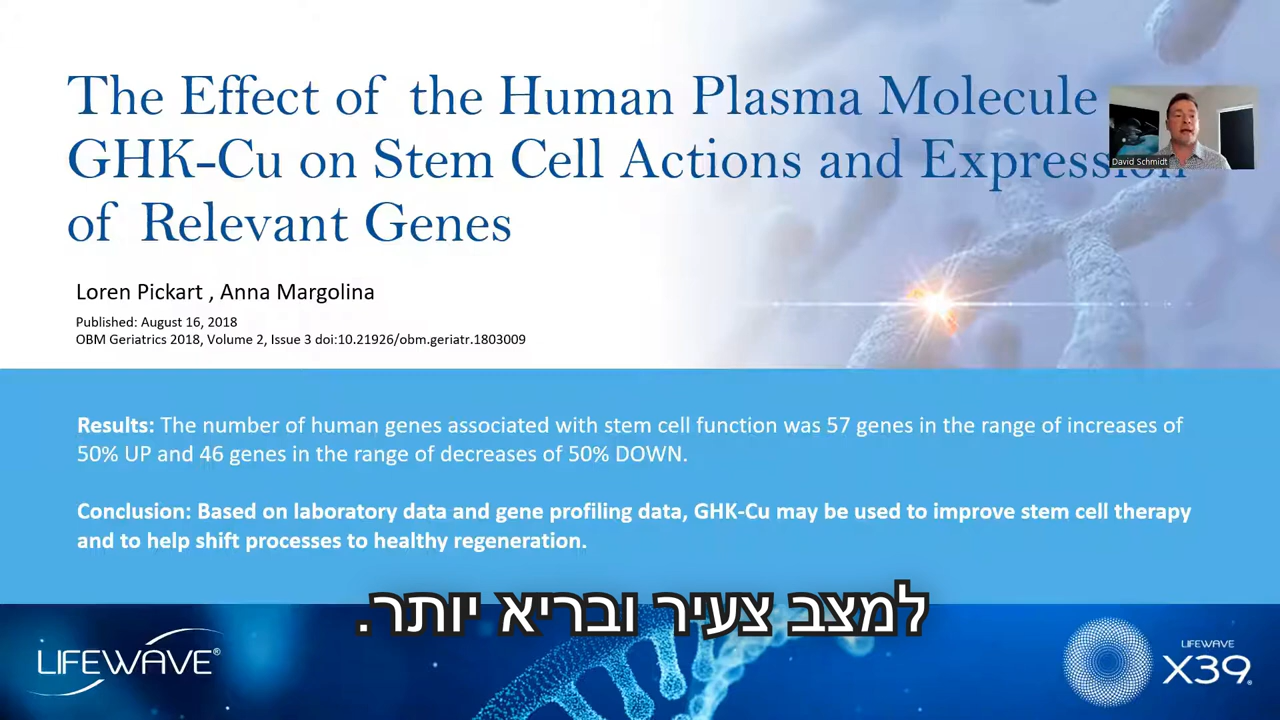 The Effect of the Human Plasma Molecule
GHK-Cu on Stem Cell Actions and Expression
of Relevant Genes
David Schmidt
Loren Pickart , Anna Margolina
Published: August 16, 2018
OBM Geriatrics 2018, Volume 2, Issue 3 doi:10.21926/obm.geriatr.1803009
Results: The number of human genes associated with stem cell function was 57 genes in the range of increases of
50% UP and 46 genes in the range of decreases of 50% DOWN.
Conclusion: Based on laboratory data and gene profiling data, GHK-Cu may be used to improve stem cell therapy
and to help shift processes to healthy regeneration.
למצב צעיר ובריא יותר.
LIFEWAVE®
LIFEWAVE
X39®